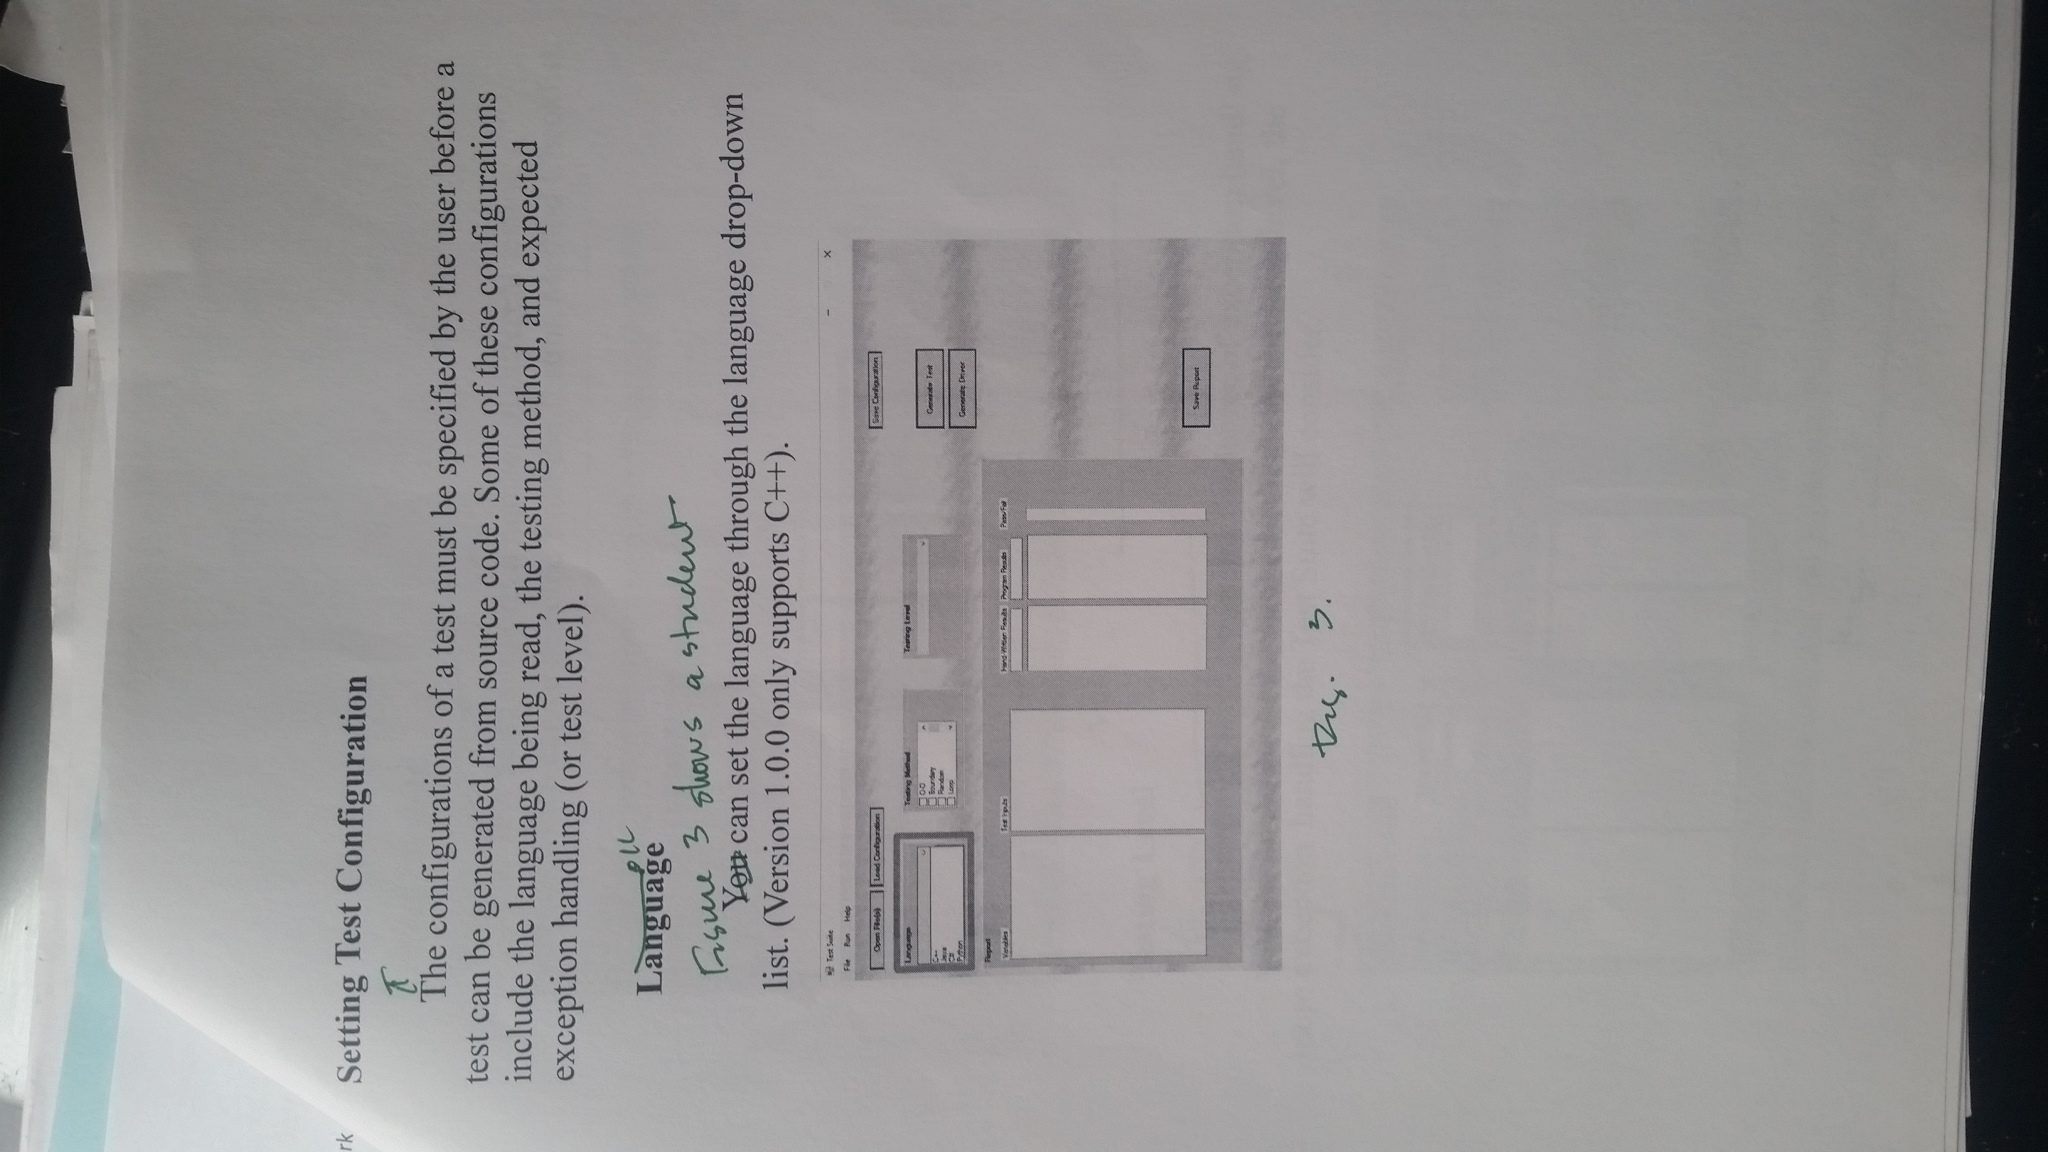 rk
Setting Test Configuration
The configurations of a test must be specified by the user before a
test can be generated from source code. Some of these configurations
include the language being read, the testing method, and expected
exception handling (or test level).
Language
Figure 3 shows a student
You can set the language through the language drop-down
list. (Version 1.0.0 only supports C++).
Test Suite
File Run Help
Open File(s) Load Configuration Save Configuration
Language Testing Method Testing Level
C++
Java
C#
Python
O-O
Boundary
Random
Loop
Generate Test
Generate Driver
Report
Variables Test Inputs Hand-Written Results Program Results Pass/Fail
Save Report
Fig. 3.